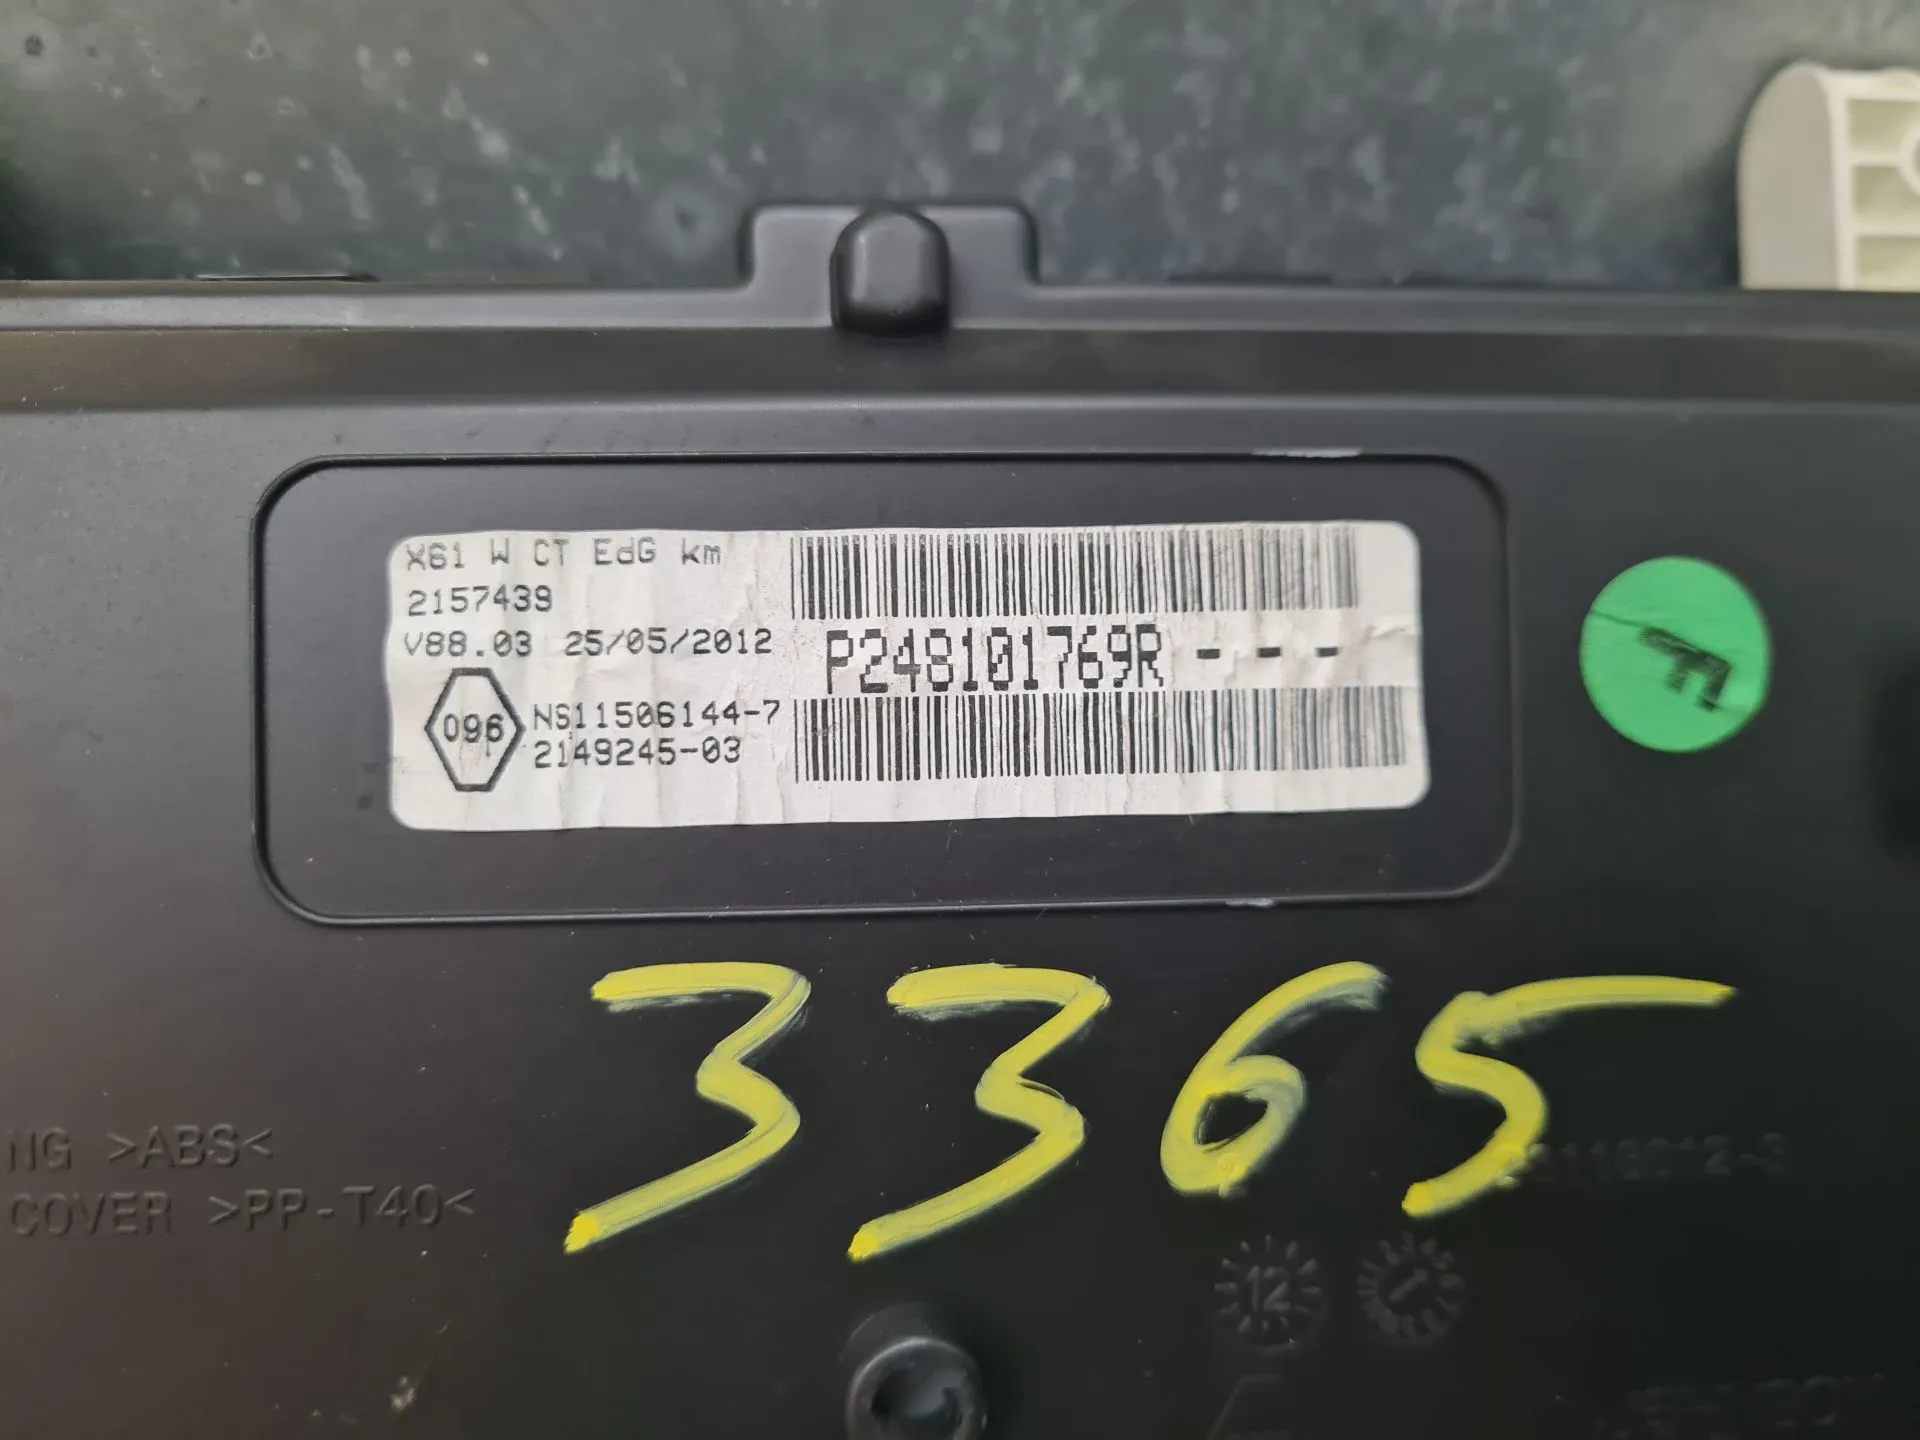 X61 W CT EdG km
2157439
V88.03 25/05/2012
P248101769R - - -
096
NS11506144-7
2149245-03
F
3365
NG >ABS<
COVER >PP-T40<
12